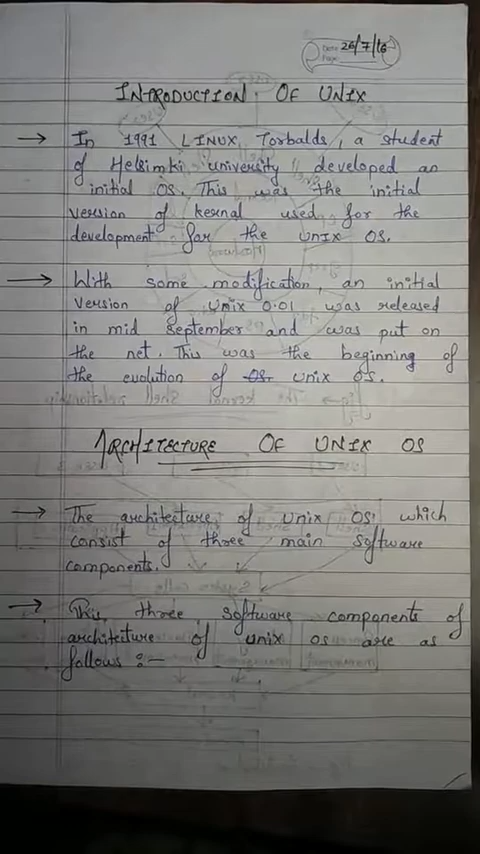 Date 26/7/16
Page
INTRODUCTION OF UNIX
→ In 1991 LINUX Torbalds, a student
of Helsimki university developed an
initial OS. This was the initial
version of kernal used for the
development for the UNIX OS.
→ With some modification, an initial
version of Unix 0.01 was released
in mid september and was put on
the net. This was the beginning of
the evolution of OS unix OS.
ARCHITECTURE OF UNIX OS
→ The architecture of unix OS which
consist of three main software
components.
→ This three software components of
architecture of unix os are as
follows :-